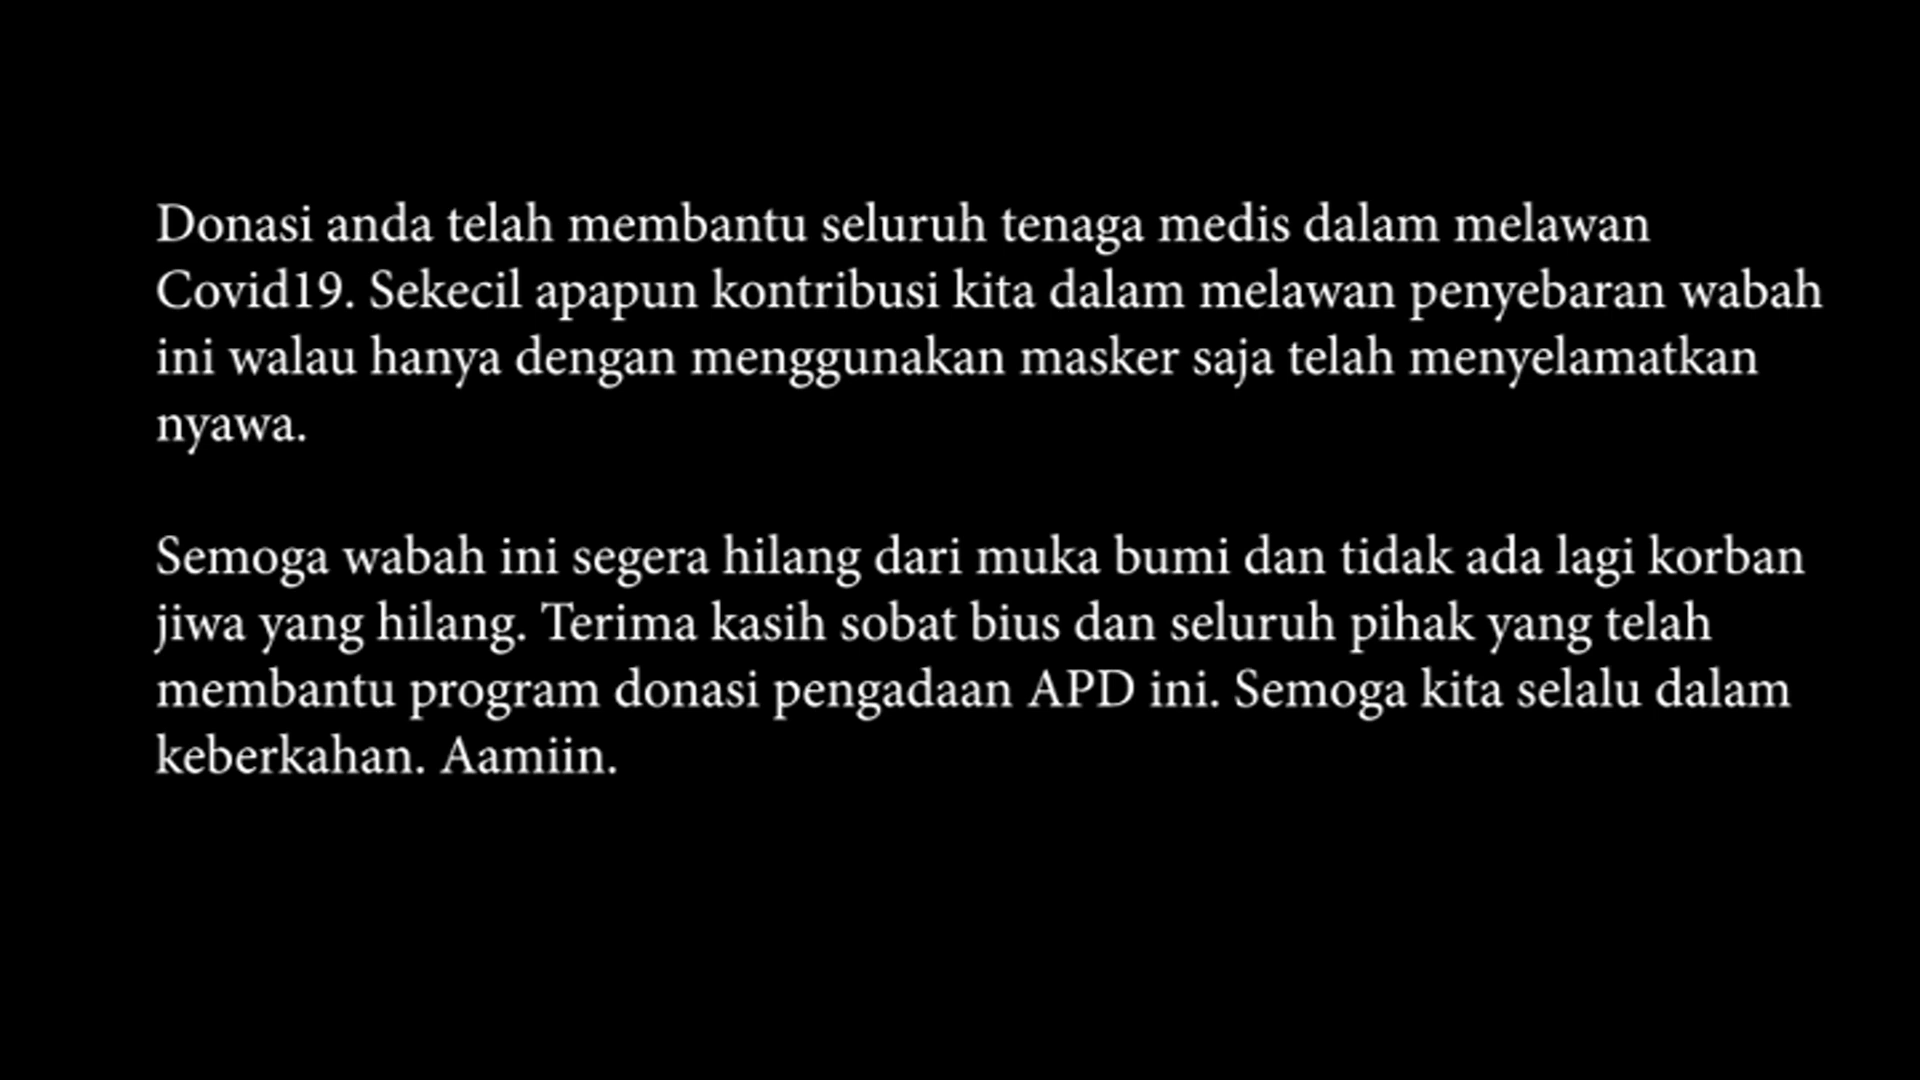 Donasi anda telah membantu seluruh tenaga medis dalam melawan
Covid19. Sekecil apapun kontribusi kita dalam melawan penyebaran wabah
ini walau hanya dengan menggunakan masker saja telah menyelamatkan
nyawa.
Semoga wabah ini segera hilang dari muka bumi dan tidak ada lagi korban
jiwa yang hilang. Terima kasih sobat bius dan seluruh pihak yang telah
membantu program donasi pengadaan APD ini. Semoga kita selalu dalam
keberkahan. Aamiin.